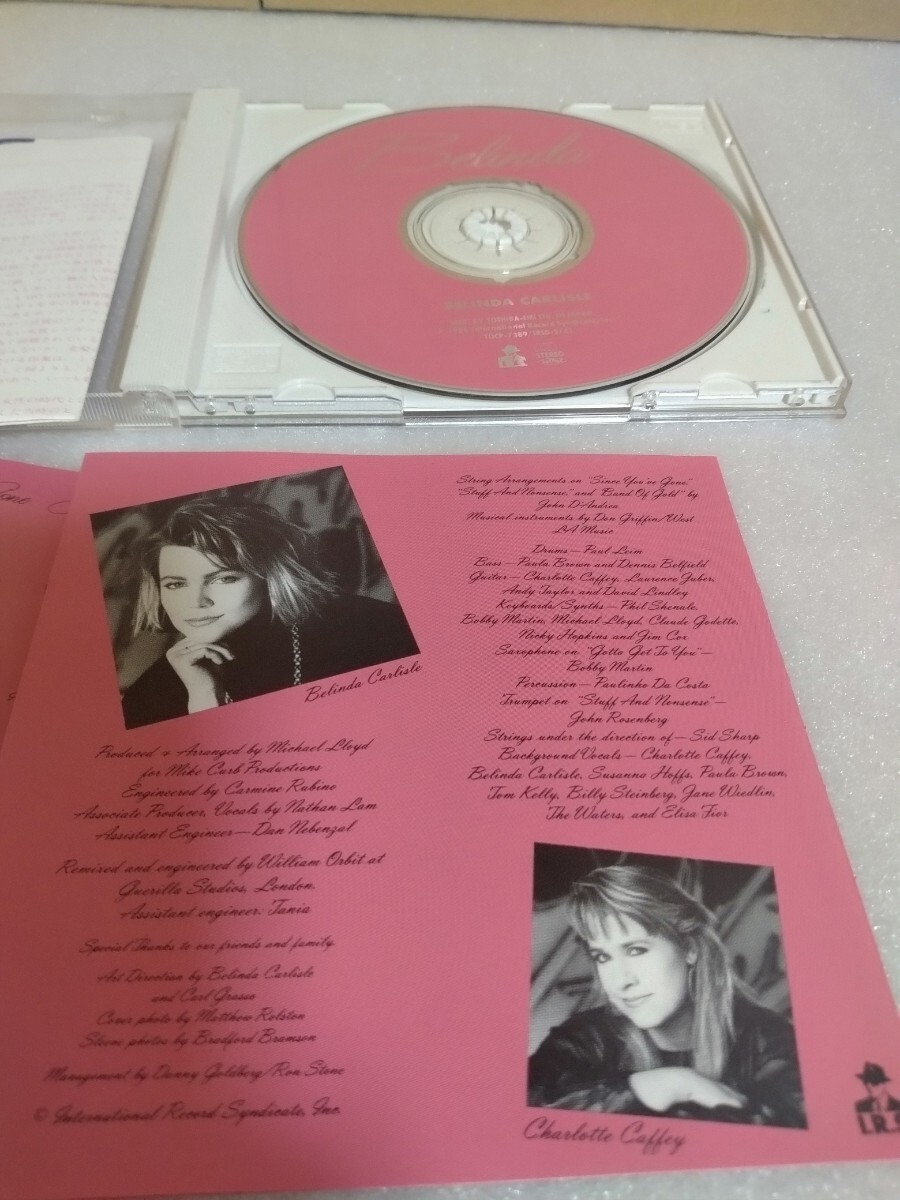 Belinda
BELINDA CARLISLE
STEREO
String Arrangements on "Since You've Gone,"
"Stuff And Nonsense," and "Band Of Gold" by
John D'Andrea
Musical instruments by Don Griffin/West
LA Music
Drums — Paul Leim
Bass — Paula Brown and Dennis Belfield
Guitar — Charlotte Caffey, Laurence Juber,
Andy Taylor and David Lindley
Keyboards/Synths — Phil Shenale,
Bobby Martin, Michael Lloyd, Claude Godette,
Nicky Hopkins and Jim Cox
Saxophone on "Gotta Get To You" —
Bobby Martin
Percussion — Paulinho Da Costa
Trumpet on "Stuff And Nonsense" —
John Rosenberg
Strings under the direction of — Sid Sharp
Background Vocals — Charlotte Caffey,
Belinda Carlisle, Susanna Hoffs, Paula Brown,
Tom Kelly, Billy Steinberg, Jane Wiedlin,
The Waters, and Elisa Fior
Belinda Carlisle
Produced + Arranged by Michael Lloyd
for Mike Curb Productions
Engineered by Carmine Rubino
Associate Producer, Vocals by Nathan Lam
Assistant Engineer — Dan Nebenzal
Remixed and engineered by William Orbit at
Guerilla Studios, London.
Assistant engineer: Tania
Special Thanks to our friends and family.
Art Direction by Belinda Carlisle
and Carl Grasso
Cover photo by Matthew Rolston
Sleeve photos by Bradford Branson
Management by Danny Goldberg/Ron Stone
© International Record Syndicate, Inc.
Charlotte Caffey
I.R.S